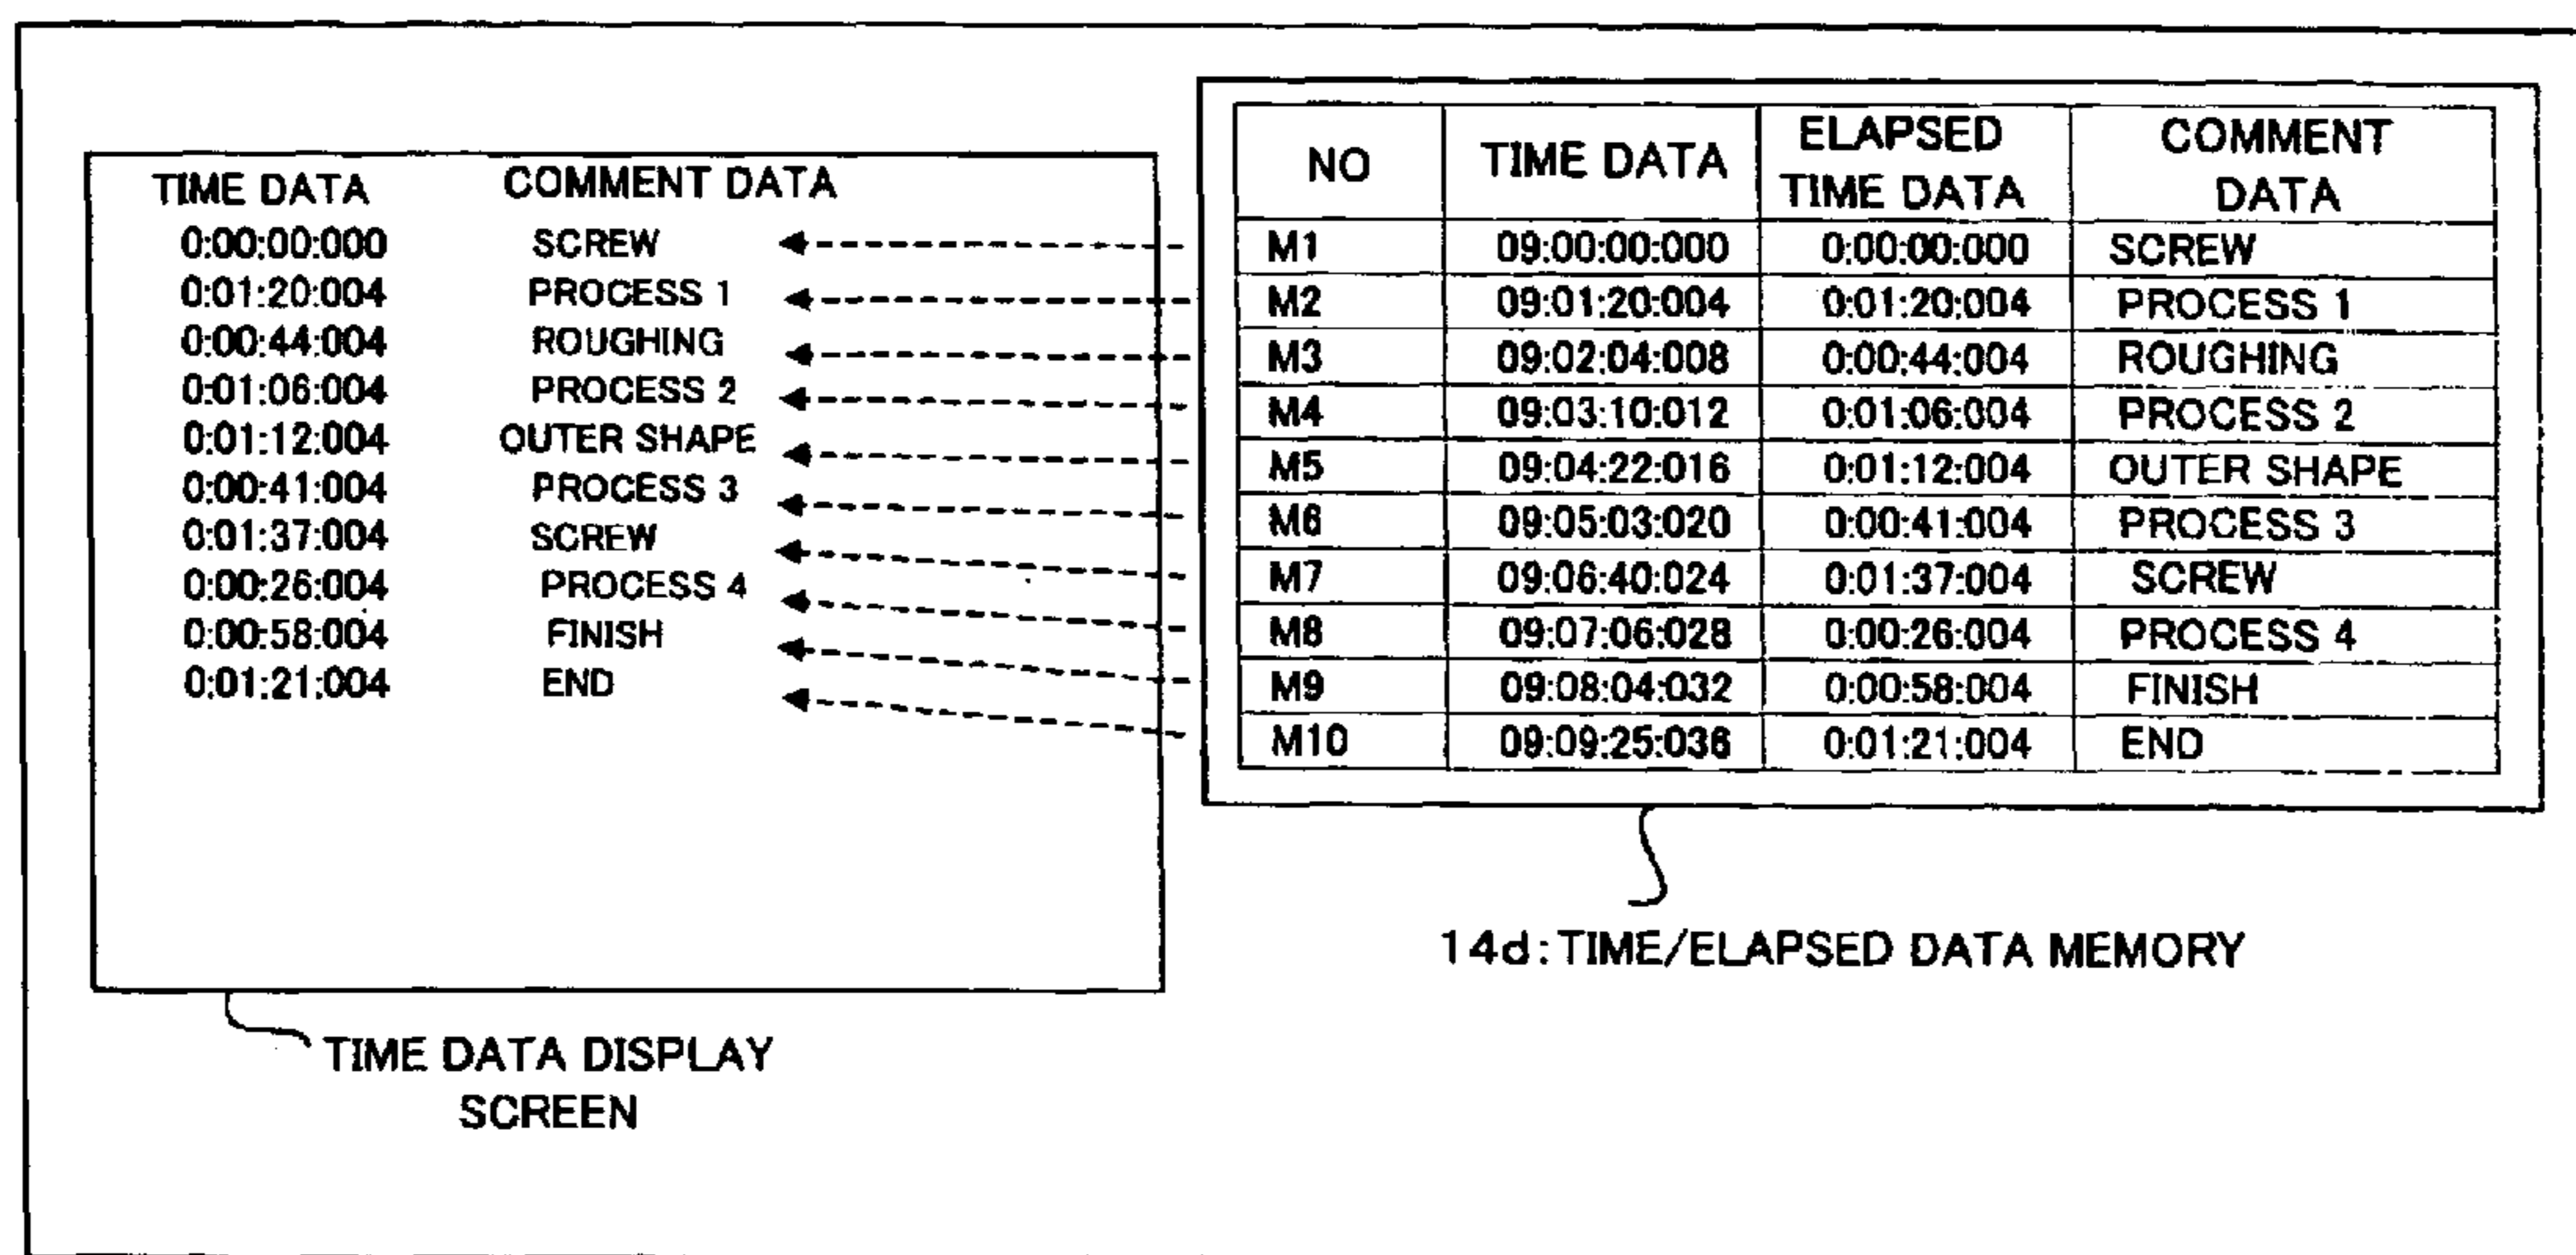 TIME DATA COMMENT DATA
0:00:00:000 SCREW
0:01:20:004 PROCESS 1
0:00:44:004 ROUGHING
0:01:06:004 PROCESS 2
0:01:12:004 OUTER SHAPE
0:00:41:004 PROCESS 3
0:01:37:004 SCREW
0:00:26:004 PROCESS 4
0:00:58:004 FINISH
0:01:21:004 END
TIME DATA DISPLAY
SCREEN
NO TIME DATA ELAPSED TIME DATA COMMENT DATA
M1 09:00:00:000 0:00:00:000 SCREW
M2 09:01:20:004 0:01:20:004 PROCESS 1
M3 09:02:04:008 0:00:44:004 ROUGHING
M4 09:03:10:012 0:01:06:004 PROCESS 2
M5 09:04:22:016 0:01:12:004 OUTER SHAPE
M6 09:05:03:020 0:00:41:004 PROCESS 3
M7 09:06:40:024 0:01:37:004 SCREW
M8 09:07:06:028 0:00:26:004 PROCESS 4
M9 09:08:04:032 0:00:58:004 FINISH
M10 09:09:25:036 0:01:21:004 END
14d:TIME/ELAPSED DATA MEMORY